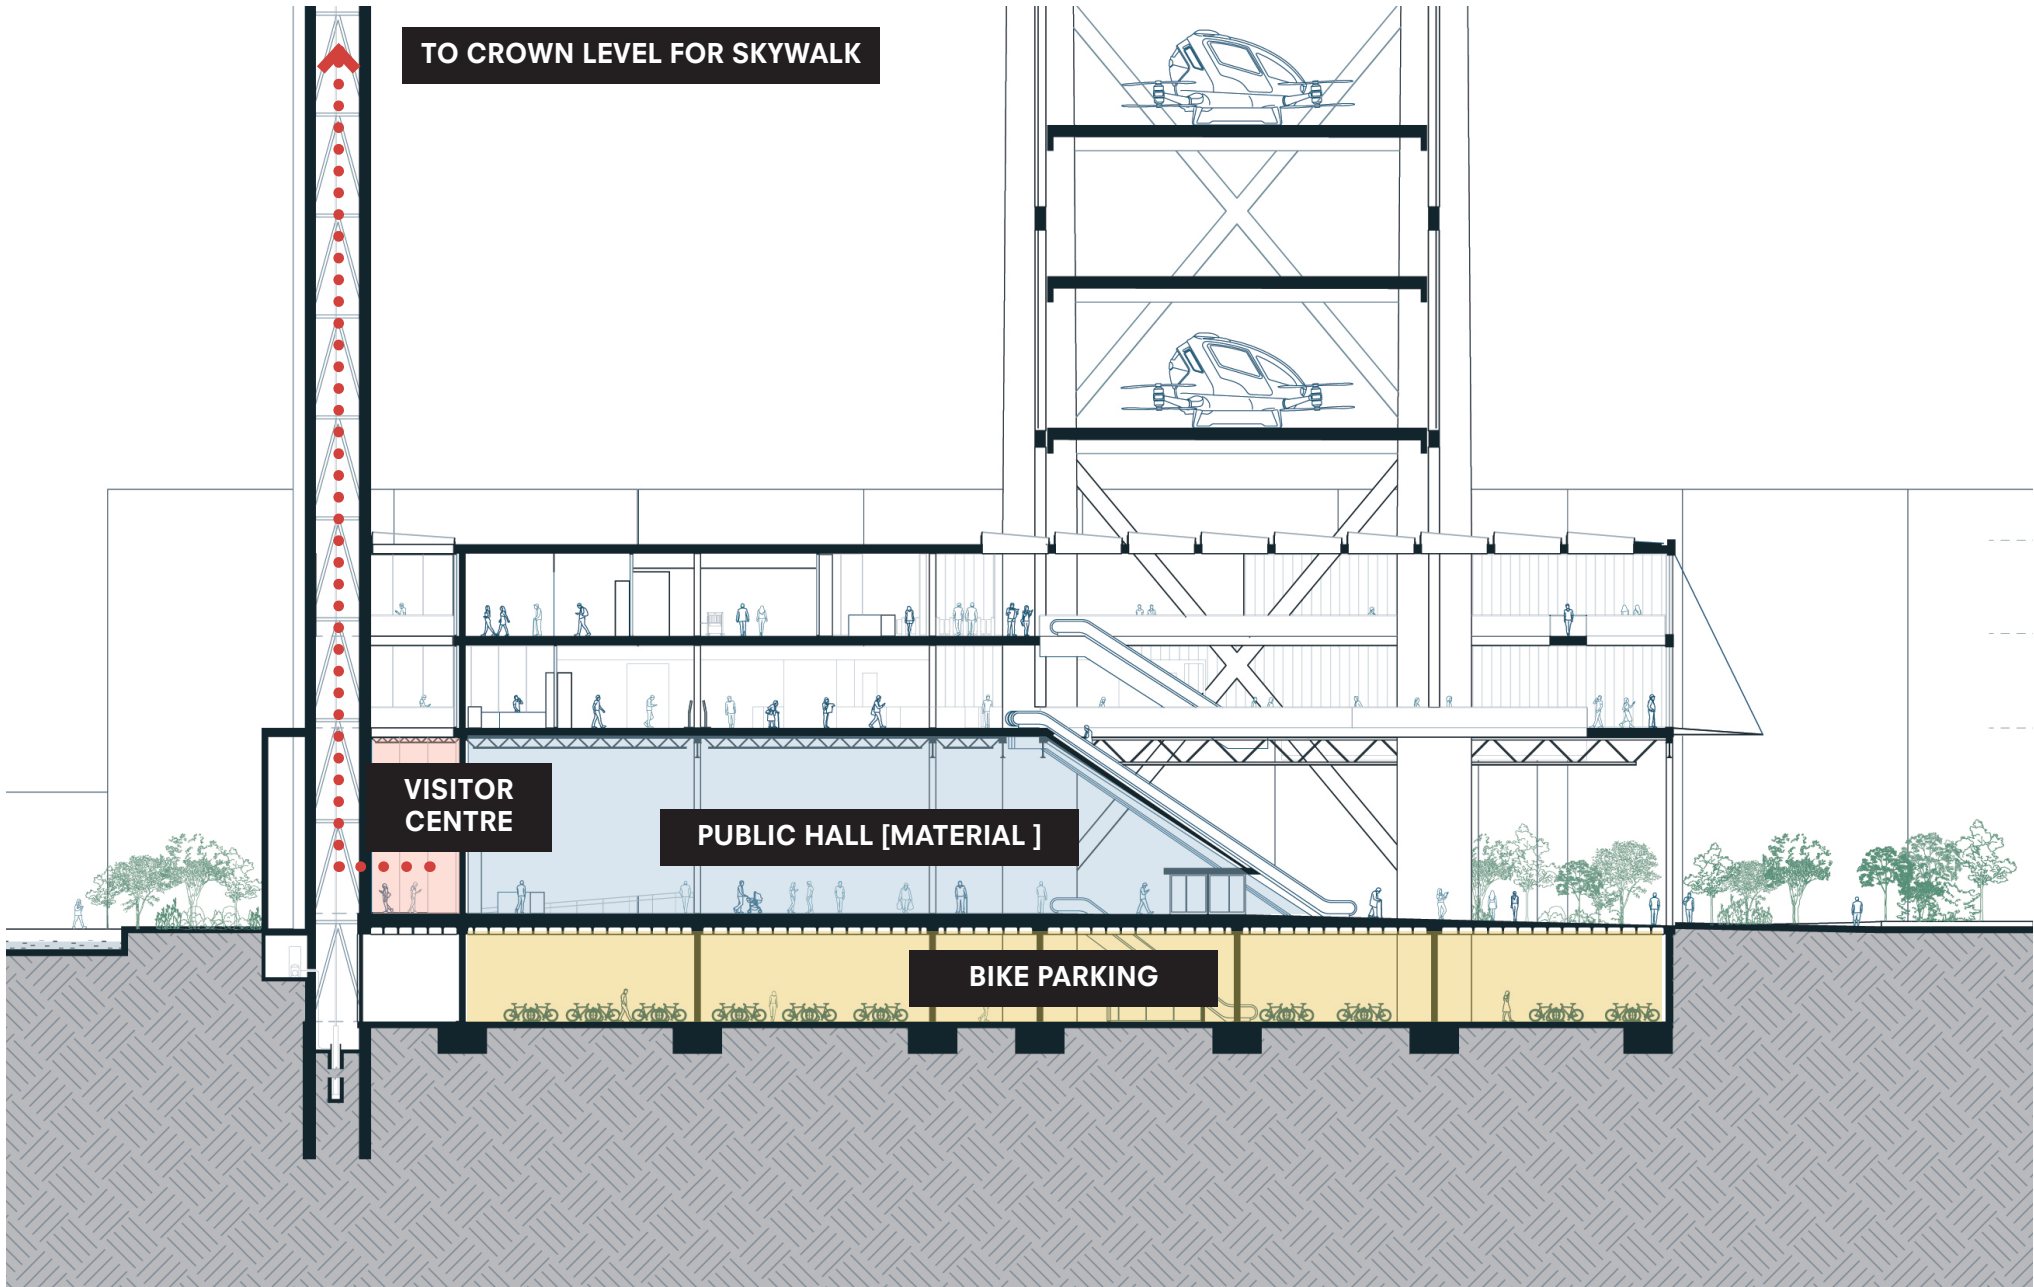 TO CROWN LEVEL FOR SKYWALK
VISITOR
CENTRE
PUBLIC HALL [MATERIAL ]
BIKE PARKING